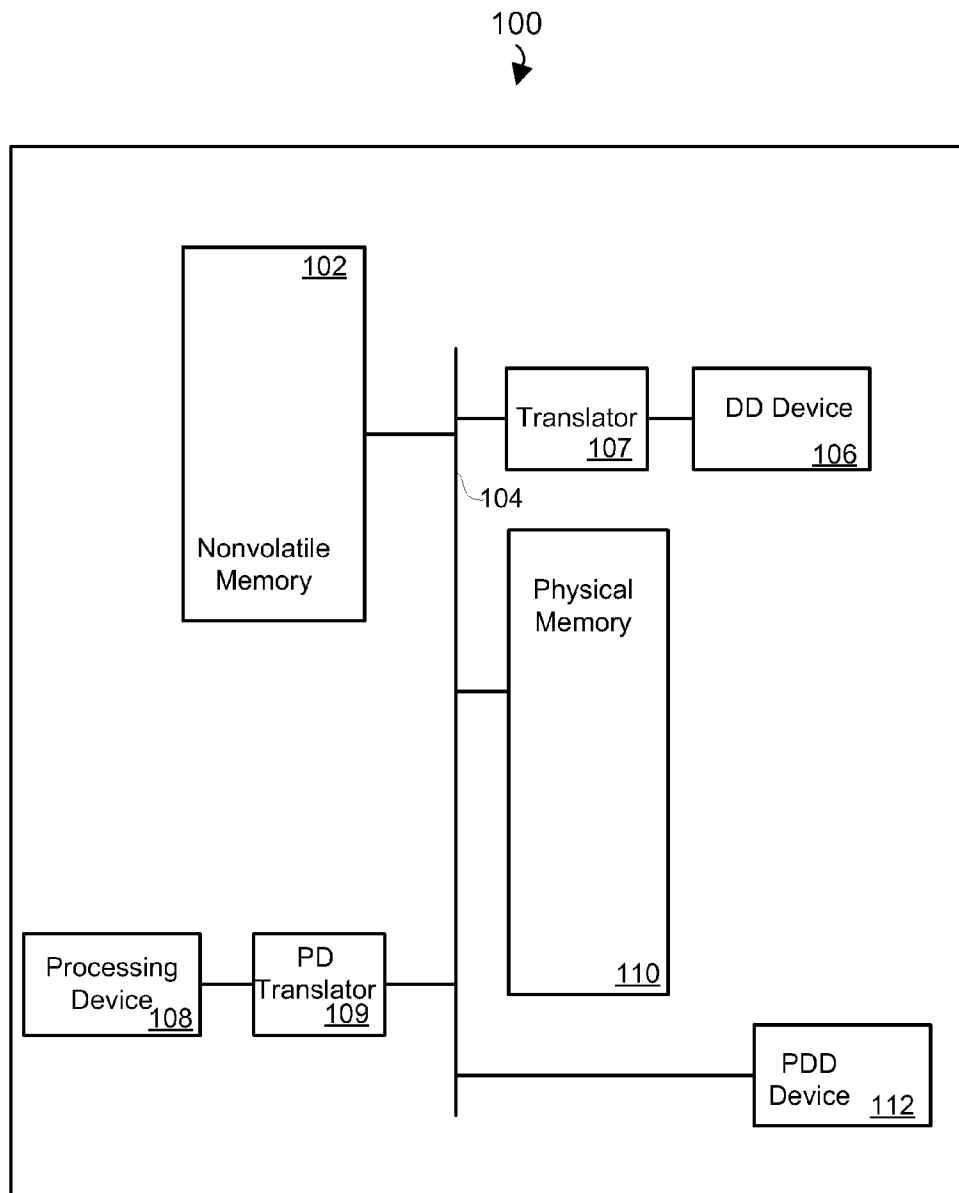 100
102
Nonvolatile
Memory
Translator
107
DD Device
106
104
Physical
Memory
110
Processing
Device
108
PD
Translator
109
PDD
Device
112